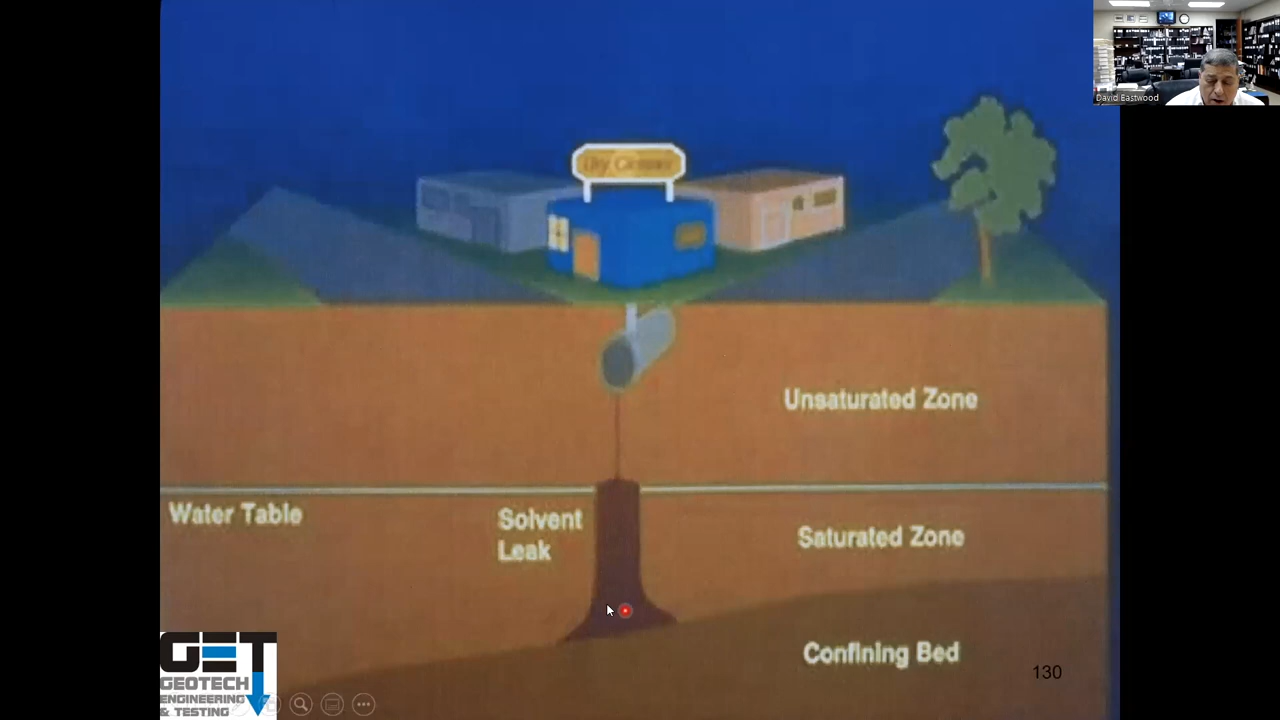 David Eastwood
Dry Cleaner
Unsaturated Zone
Water Table
Solvent
Leak
Saturated Zone
Confining Bed
130
GET
GEOTECH
ENGINEERING
& TESTING